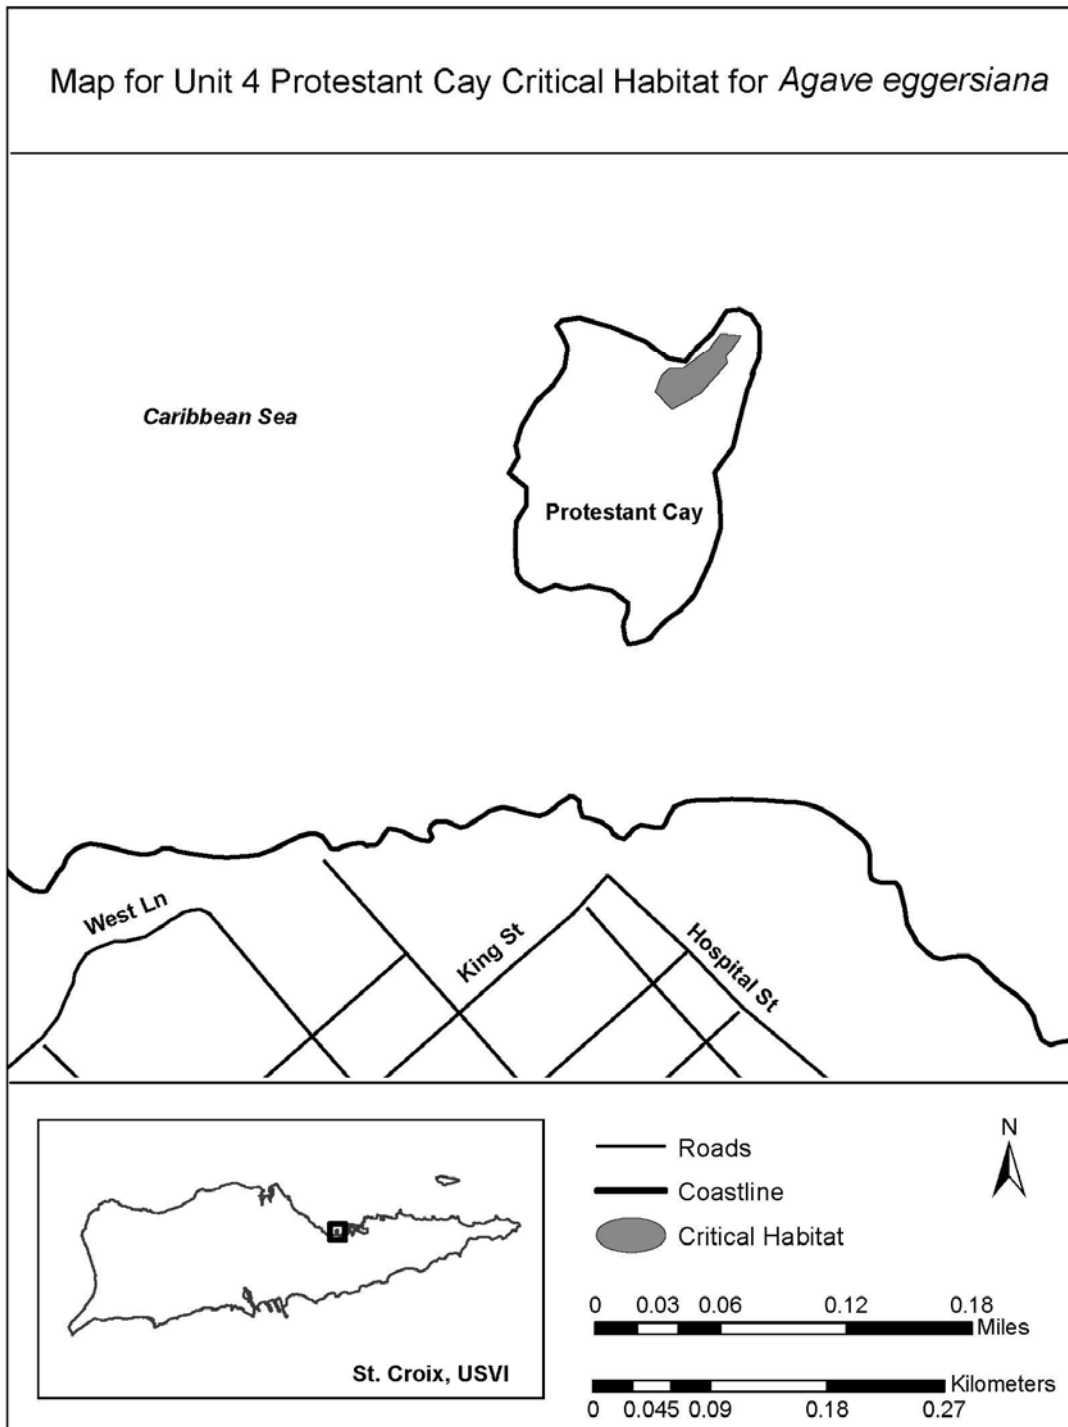 Map for Unit 4 Protestant Cay Critical Habitat for Agave eggersiana
Caribbean Sea
Protestant Cay
West Ln
King St
Hospital St
St. Croix, USVI
N
Roads
Coastline
Critical Habitat
0 0.03 0.06 0.12 0.18
Miles
Kilometers
0 0.045 0.09 0.18 0.27